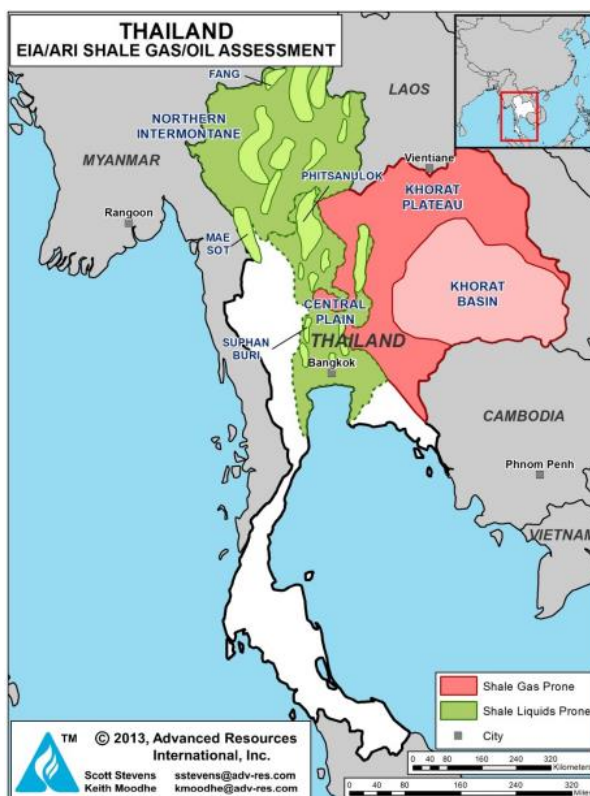 THAILAND
EIA/ARI SHALE GAS/OIL ASSESSMENT
FANG
NORTHERN
INTERMONTANE
LAOS
MYANMAR
PHITSANULOK
Vientiane
KHORAT
PLATEAU
Rangoon
MAE
SOT
KHORAT
BASIN
CENTRAL
PLAIN
SUPHAN
BURI
THAILAND
Bangkok
CAMBODIA
Phnom Penh
VIETNAM
Shale Gas Prone
Shale Liquids Prone
City
0 40 80 160 240 320
Kilometers
0 40 80 160 240 320
Miles
TM
© 2013, Advanced Resources
International, Inc.
Scott Stevens sstevens@adv-res.com
Keith Moodhe kmoodhe@adv-res.com